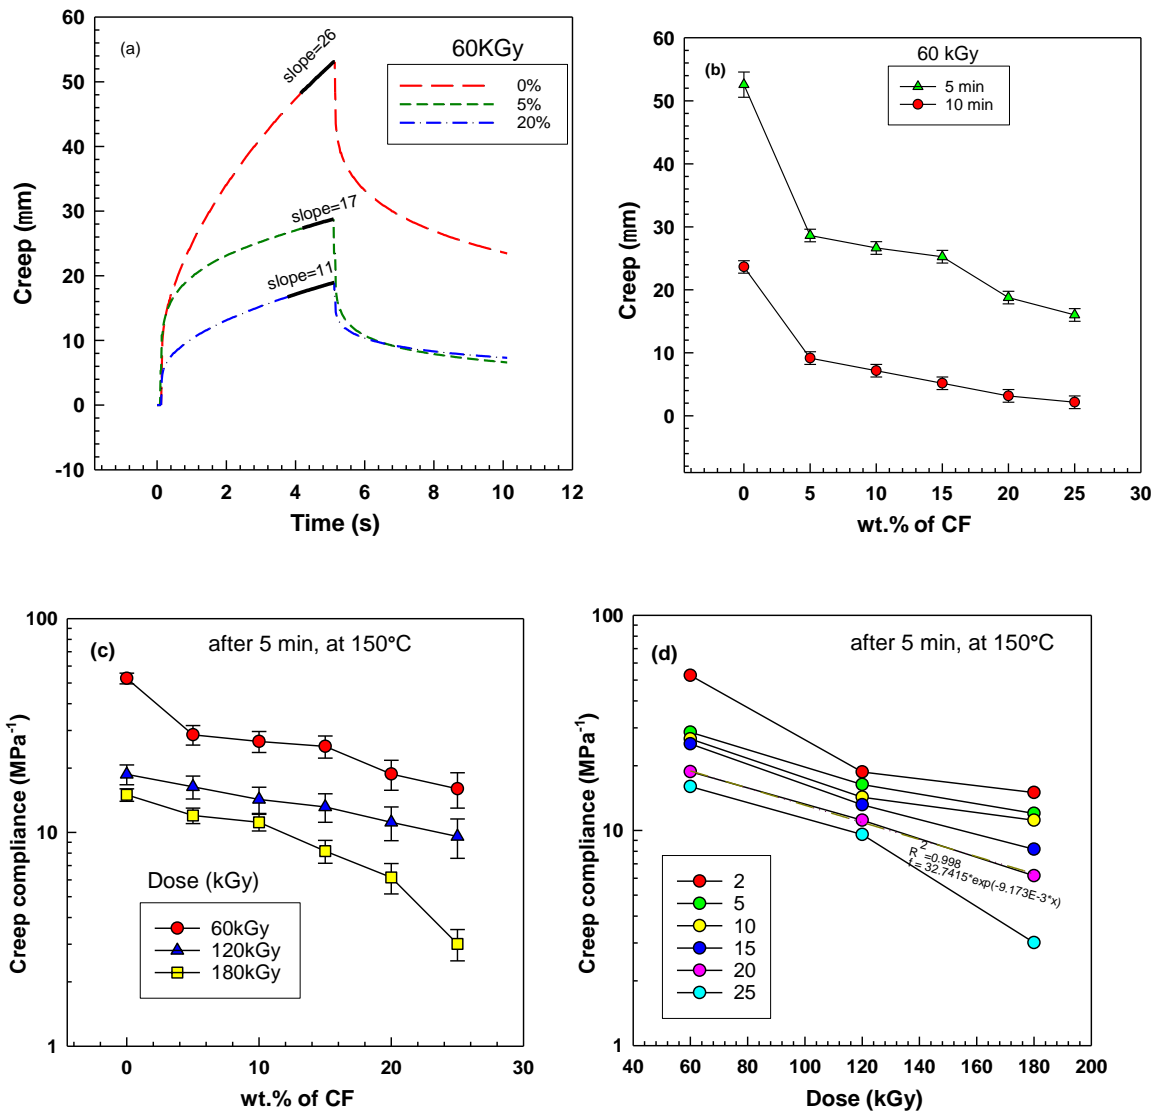 (a)
60KGy
0%
5%
20%
slope=26
slope=17
slope=11
60
50
40
30
20
10
0
-10
Creep (mm)
0 2 4 6 8 10 12
Time (s)
(b)
60 kGy
5 min
10 min
60
50
40
30
20
10
0
Creep (mm)
0 5 10 15 20 25 30
wt.% of CF
(c)
after 5 min, at 150°C
100
10
1
Creep compliance (MPa⁻¹)
Dose (kGy)
60kGy
120kGy
180kGy
0 10 20 30
wt.% of CF
(d)
after 5 min, at 150°C
100
10
1
Creep compliance (MPa⁻¹)
R²=0.998
f = 32.7415*exp(-9.173E-3*x)
2
5
10
15
20
25
40 60 80 100 120 140 160 180 200
Dose (kGy)